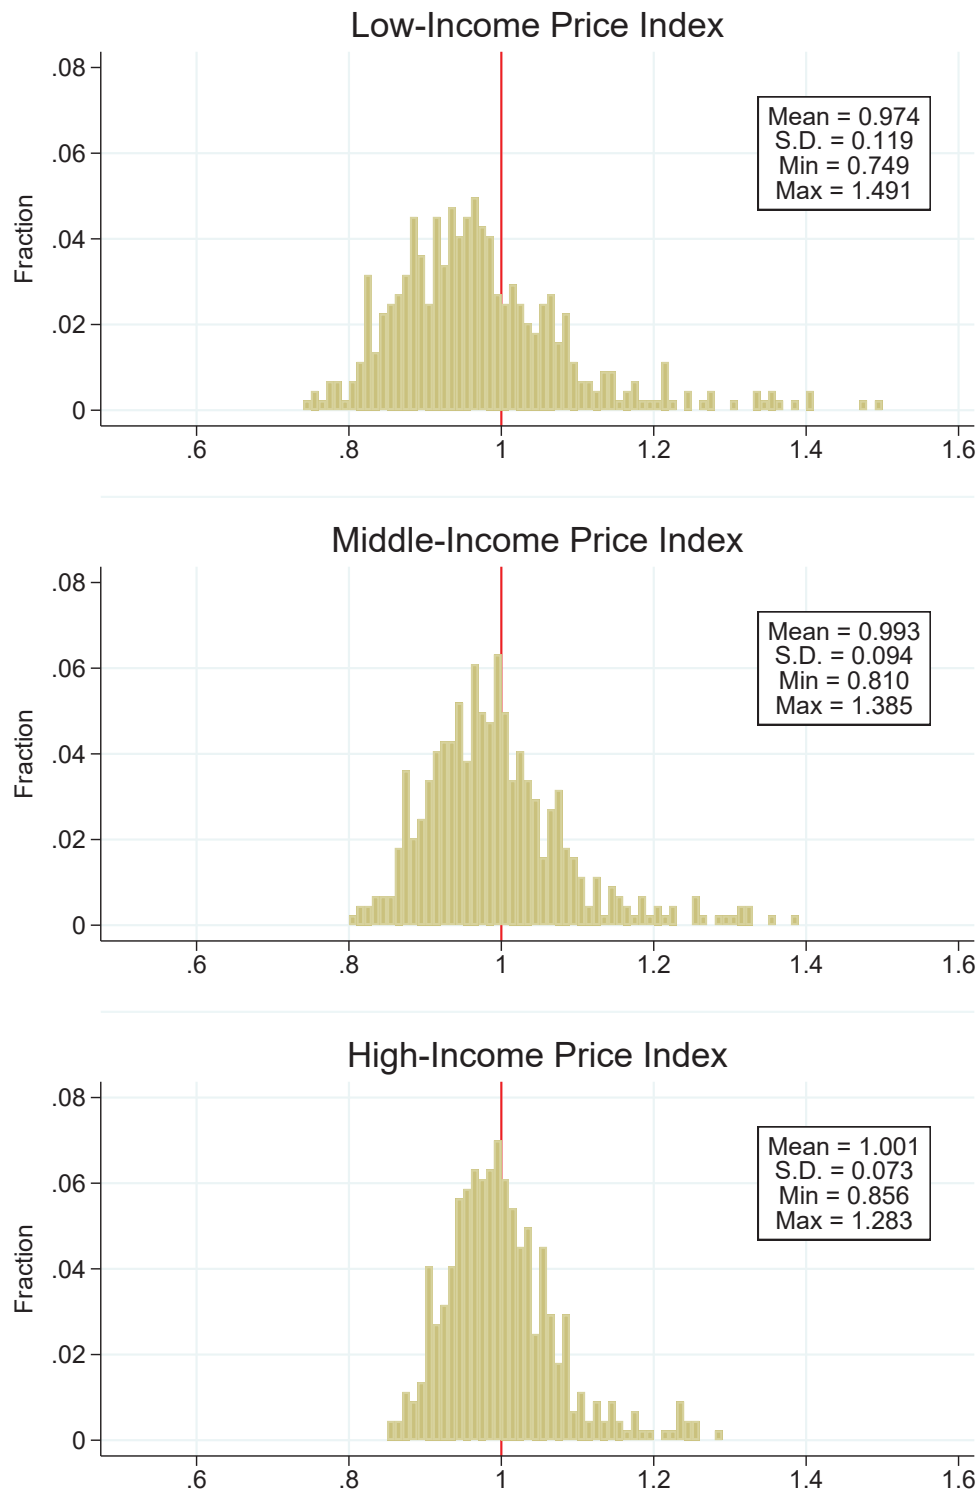 Low-Income Price Index
.08
.06
.04
.02
0
Fraction
Mean = 0.974
S.D. = 0.119
Min = 0.749
Max = 1.491
.6 .8 1 1.2 1.4 1.6
Middle-Income Price Index
.08
.06
.04
.02
0
Fraction
Mean = 0.993
S.D. = 0.094
Min = 0.810
Max = 1.385
.6 .8 1 1.2 1.4 1.6
High-Income Price Index
.08
.06
.04
.02
0
Fraction
Mean = 1.001
S.D. = 0.073
Min = 0.856
Max = 1.283
.6 .8 1 1.2 1.4 1.6